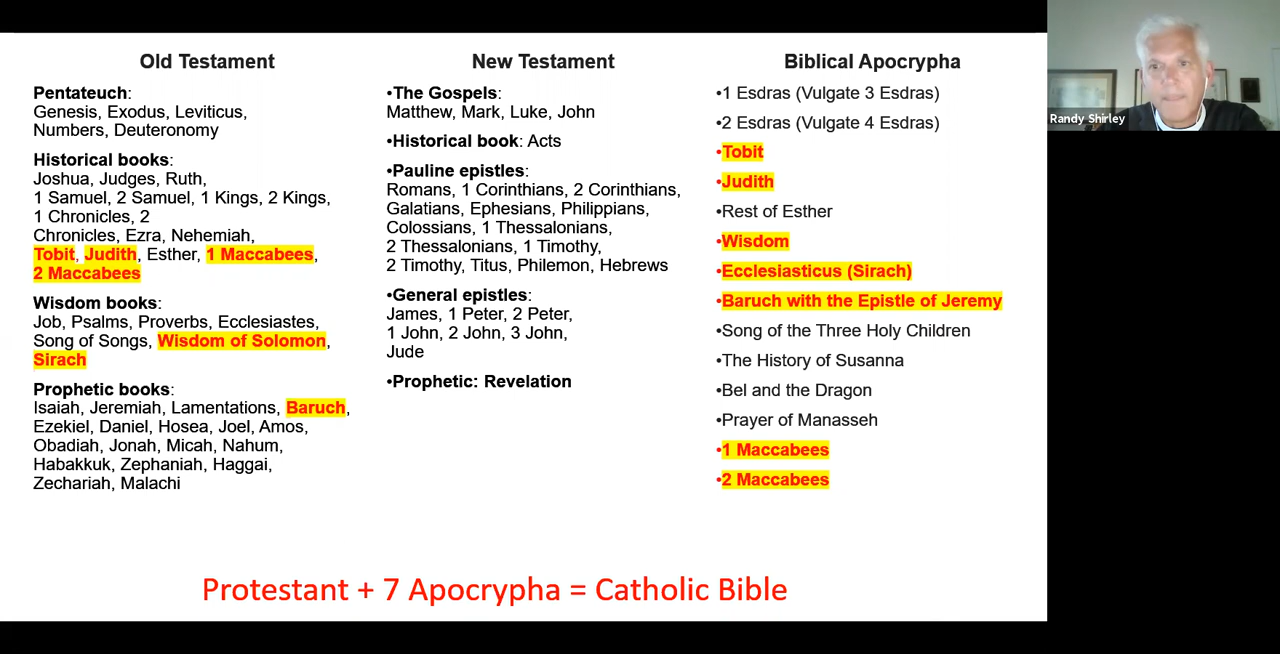 Old Testament
Pentateuch:
Genesis, Exodus, Leviticus,
Numbers, Deuteronomy
Historical books:
Joshua, Judges, Ruth,
1 Samuel, 2 Samuel, 1 Kings, 2 Kings,
1 Chronicles, 2
Chronicles, Ezra, Nehemiah,
Tobit, Judith, Esther, 1 Maccabees,
2 Maccabees
Wisdom books:
Job, Psalms, Proverbs, Ecclesiastes,
Song of Songs, Wisdom of Solomon,
Sirach
Prophetic books:
Isaiah, Jeremiah, Lamentations, Baruch,
Ezekiel, Daniel, Hosea, Joel, Amos,
Obadiah, Jonah, Micah, Nahum,
Habakkuk, Zephaniah, Haggai,
Zechariah, Malachi
New Testament
•The Gospels:
Matthew, Mark, Luke, John
•Historical book: Acts
•Pauline epistles:
Romans, 1 Corinthians, 2 Corinthians,
Galatians, Ephesians, Philippians,
Colossians, 1 Thessalonians,
2 Thessalonians, 1 Timothy,
2 Timothy, Titus, Philemon, Hebrews
•General epistles:
James, 1 Peter, 2 Peter,
1 John, 2 John, 3 John,
Jude
•Prophetic: Revelation
Biblical Apocrypha
•1 Esdras (Vulgate 3 Esdras)
•2 Esdras (Vulgate 4 Esdras)
•Tobit
•Judith
•Rest of Esther
•Wisdom
•Ecclesiasticus (Sirach)
•Baruch with the Epistle of Jeremy
•Song of the Three Holy Children
•The History of Susanna
•Bel and the Dragon
•Prayer of Manasseh
•1 Maccabees
•2 Maccabees
Protestant + 7 Apocrypha = Catholic Bible
Randy Shirley